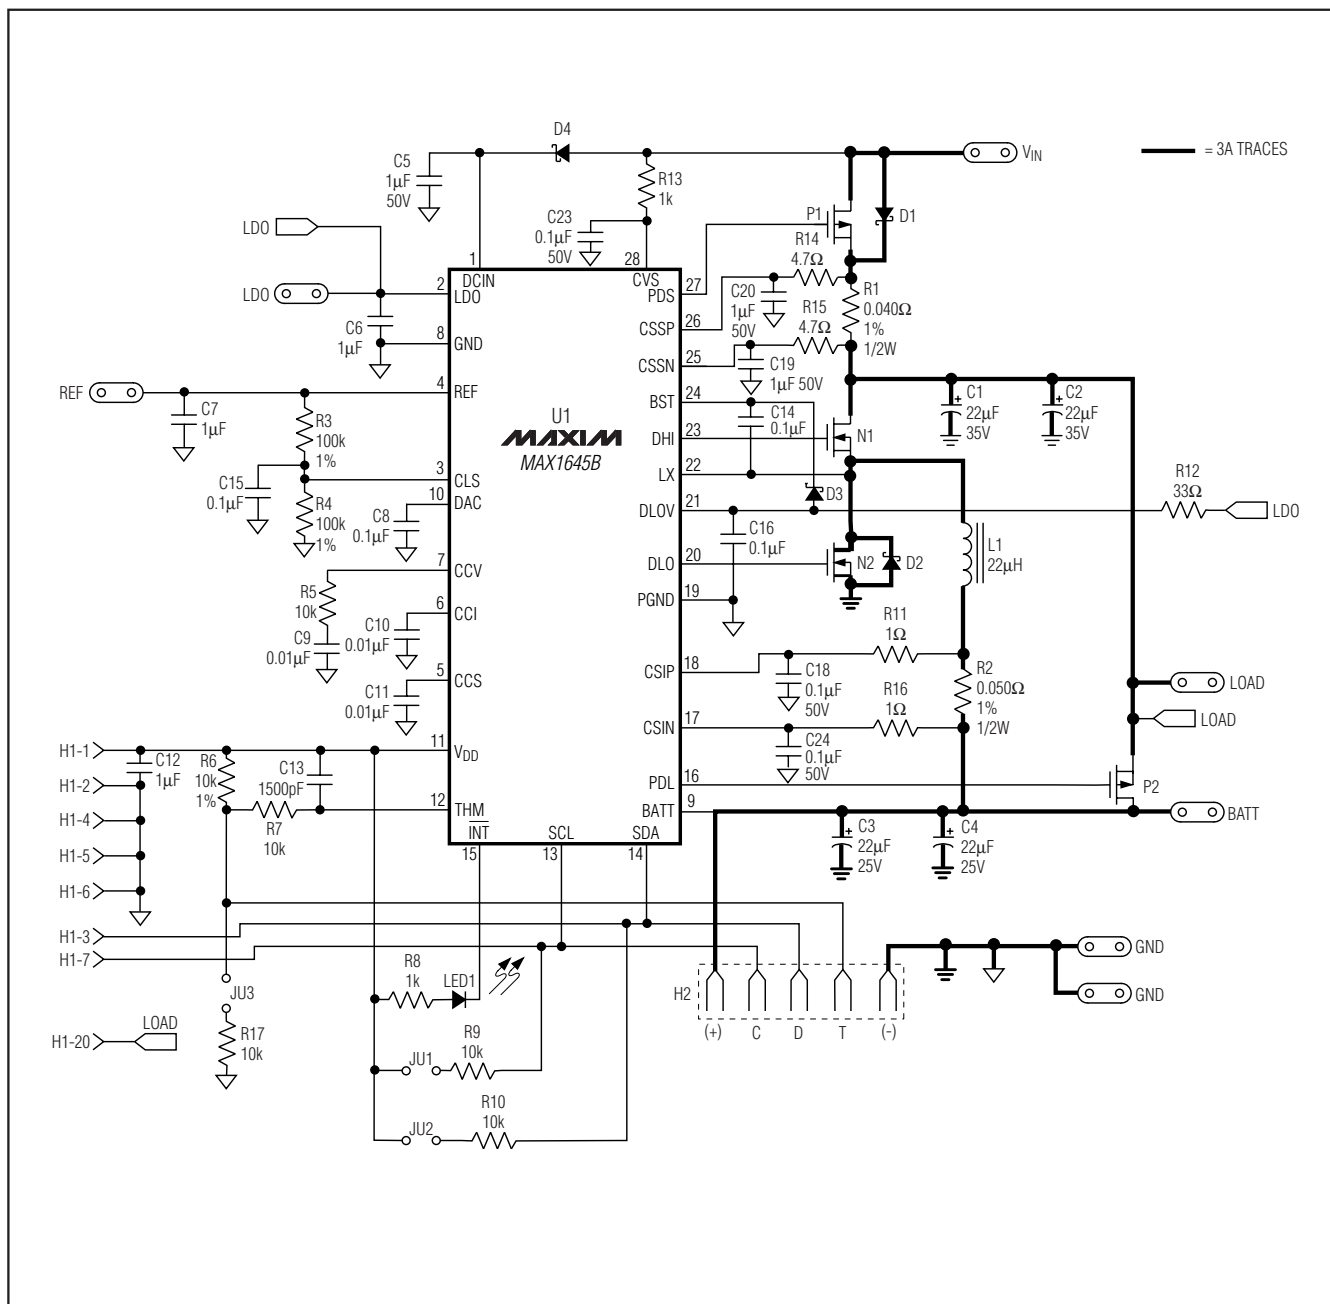 D4
C5
1µF
50V
R13
1k
VIN
= 3A TRACES
LDO
C23
0.1µF
50V
P1
D1
R14
4.7Ω
1
28
DCIN
CVS
LDO
2
LDO
PDS
27
C20
1µF
50V
R1
0.040Ω
1%
1/2W
C6
1µF
8
GND
CSSP
26
R15
4.7Ω
CSSN
25
C19
1µF 50V
REF
4
REF
BST
24
C7
1µF
R3
100k
1%
U1
MAXIM
MAX1645B
C14
0.1µF
C1
22µF
35V
C2
22µF
35V
DHI
23
N1
C15
0.1µF
3
CLS
LX
22
R12
33Ω
10
DAC
R4
100k
1%
C8
0.1µF
D3
DLOV
21
LDO
C16
0.1µF
7
CCV
DLO
20
N2
D2
L1
22µH
R5
10k
6
CCI
PGND
19
C9
0.01µF
C10
0.01µF
R11
1Ω
5
CCS
CSIP
18
C18
0.1µF
50V
R2
0.050Ω
1%
1/2W
LOAD
C11
0.01µF
R16
1Ω
LOAD
CSIN
17
H1-1
C12
1µF
R6
10k
1%
C13
1500pF
11
VDD
C24
0.1µF
50V
H1-2
PDL
16
P2
R7
10k
12
THM
BATT
9
BATT
H1-4
INT
SCL
SDA
C3
22µF
25V
C4
22µF
25V
H1-5
15
13
14
H1-6
H1-3
H1-7
GND
JU3
R8
1k
LED1
H2
GND
(+)
C
D
T
(-)
H1-20
LOAD
R17
10k
JU1
R9
10k
JU2
R10
10k